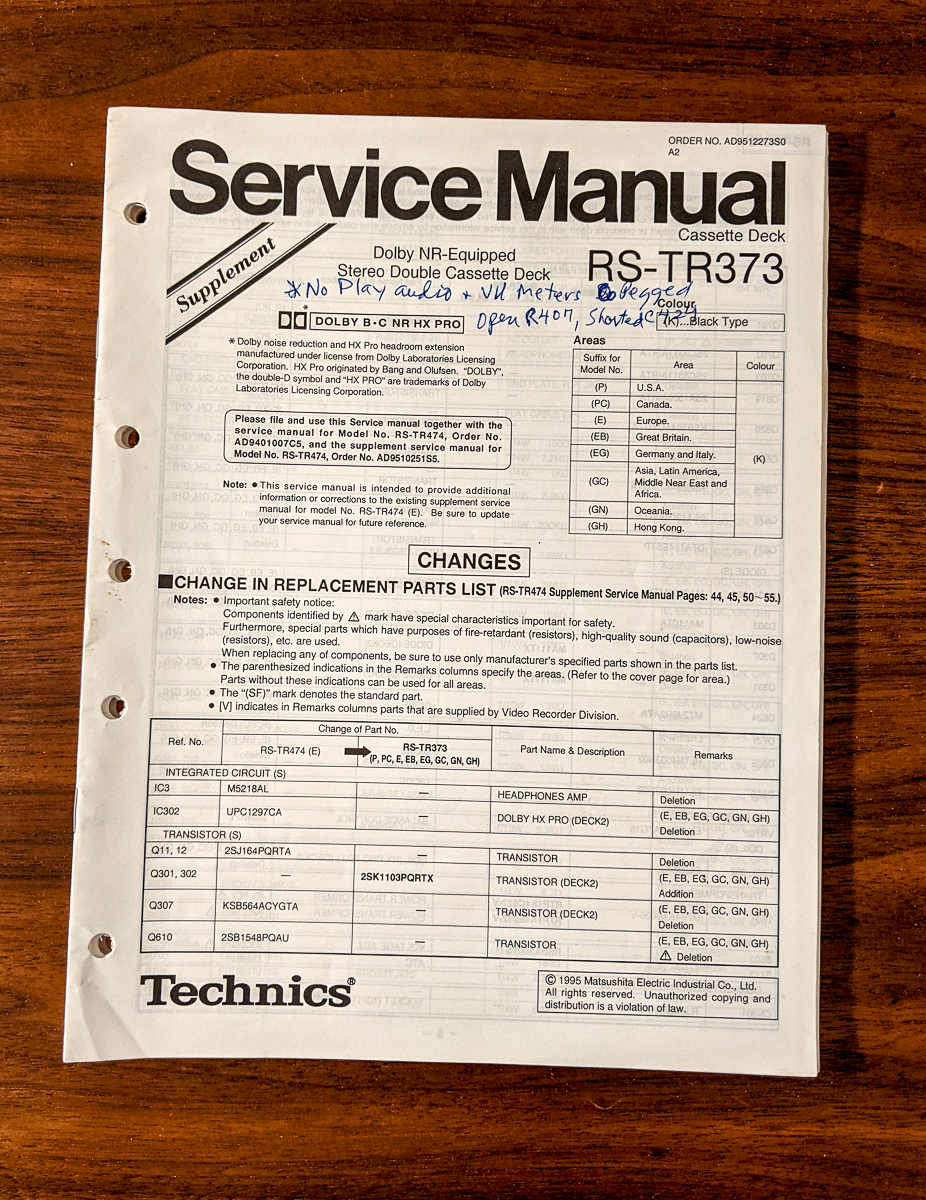 ORDER NO. AD9512273S0
A2
Service Manual
Cassette Deck
Supplement
Dolby NR-Equipped
Stereo Double Cassette Deck
RS-TR373
*No Play audio + VU Meters Pegged
Open R407, Shorted C427
Colour
(K)...Black Type
*
DOLBY B·C NR HX PRO
* Dolby noise reduction and HX Pro headroom extension
manufactured under license from Dolby Laboratories Licensing
Corporation. HX Pro originated by Bang and Olufsen. “DOLBY”,
the double-D symbol and “HX PRO” are trademarks of Dolby
Laboratories Licensing Corporation.
Please file and use this Service manual together with the
service manual for Model No. RS-TR474, Order No.
AD9401007C5, and the supplement service manual for
Model No. RS-TR474, Order No. AD9510251S5.
Note: ● This service manual is intended to provide additional
information or corrections to the existing supplement service
manual for model No. RS-TR474 (E). Be sure to update
your service manual for future reference.
Areas
Suffix for Model No. Area Colour
(P) U.S.A.
(PC) Canada.
(E) Europe.
(EB) Great Britain.
(EG) Germany and Italy.
(K)
(GC) Asia, Latin America,
Middle Near East and
Africa.
(GN) Oceania.
(GH) Hong Kong.
CHANGES
■CHANGE IN REPLACEMENT PARTS LIST (RS-TR474 Supplement Service Manual Pages: 44, 45, 50~55.)
Notes: ● Important safety notice:
Components identified by ⚠ mark have special characteristics important for safety.
Furthermore, special parts which have purposes of fire-retardant (resistors), high-quality sound (capacitors), low-noise
(resistors), etc. are used.
When replacing any of components, be sure to use only manufacturer's specified parts shown in the parts list.
● The parenthesized indications in the Remarks columns specify the areas. (Refer to the cover page for area.)
Parts without these indications can be used for all areas.
● The “(SF)” mark denotes the standard part.
● [V] indicates in Remarks columns parts that are supplied by Video Recorder Division.
Ref. No. Change of Part No. Part Name & Description Remarks
RS-TR474 (E) ➡ RS-TR373
(P, PC, E, EB, EG, GC, GN, GH)
INTEGRATED CIRCUIT (S)
IC3 M5218AL — HEADPHONES AMP Deletion
IC302 UPC1297CA — DOLBY HX PRO (DECK2) (E, EB, EG, GC, GN, GH)
Deletion
TRANSISTOR (S)
Q11, 12 2SJ164PQRTA — TRANSISTOR Deletion
Q301, 302 — 2SK1103PQRTX TRANSISTOR (DECK2) (E, EB, EG, GC, GN, GH)
Addition
Q307 KSB564ACYGTA — TRANSISTOR (DECK2) (E, EB, EG, GC, GN, GH)
Deletion
Q610 2SB1548PQAU — TRANSISTOR (E, EB, EG, GC, GN, GH)
⚠ Deletion
Technics®
© 1995 Matsushita Electric Industrial Co., Ltd.
All rights reserved. Unauthorized copying and
distribution is a violation of law.